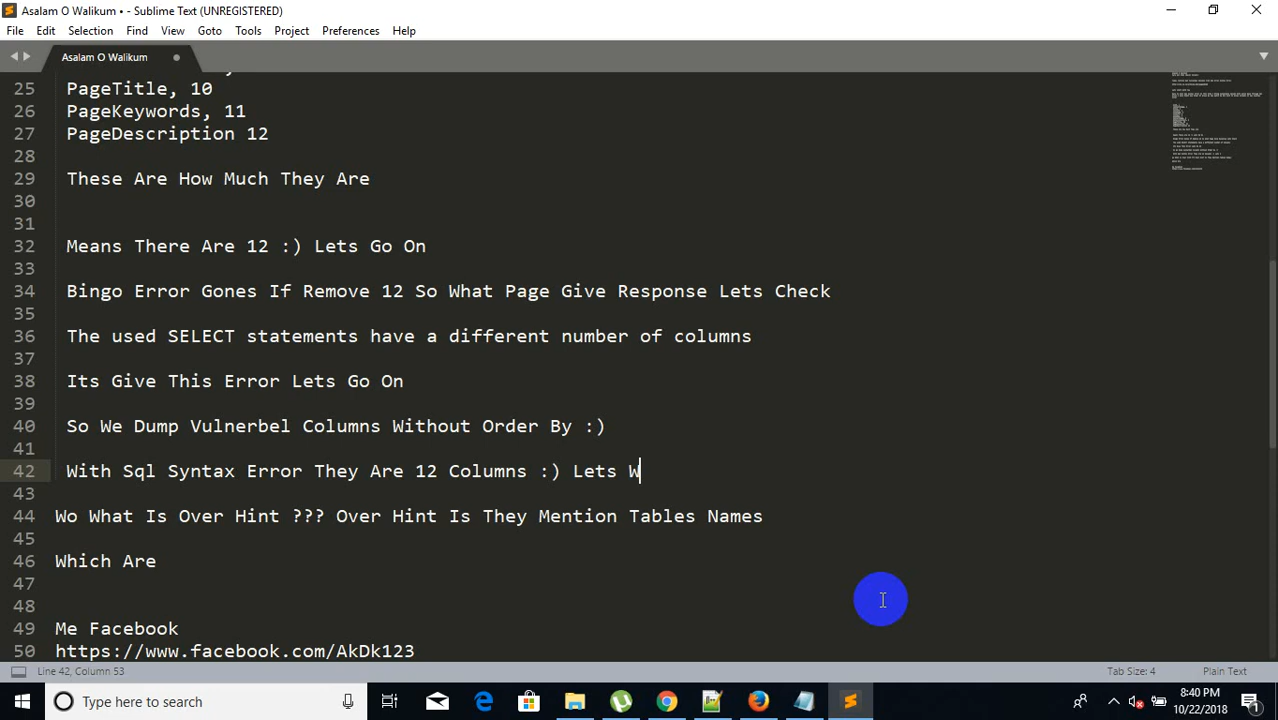 Asalam O Walikum • - Sublime Text (UNREGISTERED)
File Edit Selection Find View Goto Tools Project Preferences Help
Asalam O Walikum
25 PageTitle, 10
26 PageKeywords, 11
27 PageDescription 12
28
29 These Are How Much They Are
30
31
32 Means There Are 12 :) Lets Go On
33
34 Bingo Error Gones If Remove 12 So What Page Give Response Lets Check
35
36 The used SELECT statements have a different number of columns
37
38 Its Give This Error Lets Go On
39
40 So We Dump Vulnerbel Columns Without Order By :)
41
42 With Sql Syntax Error They Are 12 Columns :) Lets W
43
44 Wo What Is Over Hint ??? Over Hint Is They Mention Tables Names
45
46 Which Are
47
48
49 Me Facebook
50 https://www.facebook.com/AkDk123
Line 42, Column 53 Tab Size: 4 Plain Text
Type here to search
8:40 PM
10/22/2018
1